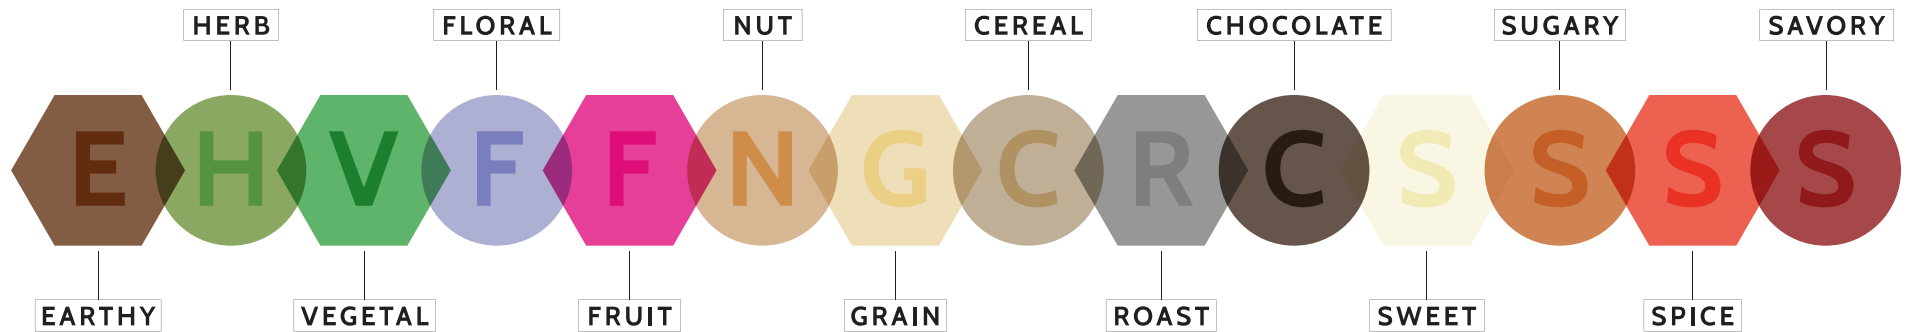 HERB FLORAL NUT CEREAL CHOCOLATE SUGARY SAVORY
E H V F F N G C R C S S S S
EARTHY VEGETAL FRUIT GRAIN ROAST SWEET SPICE